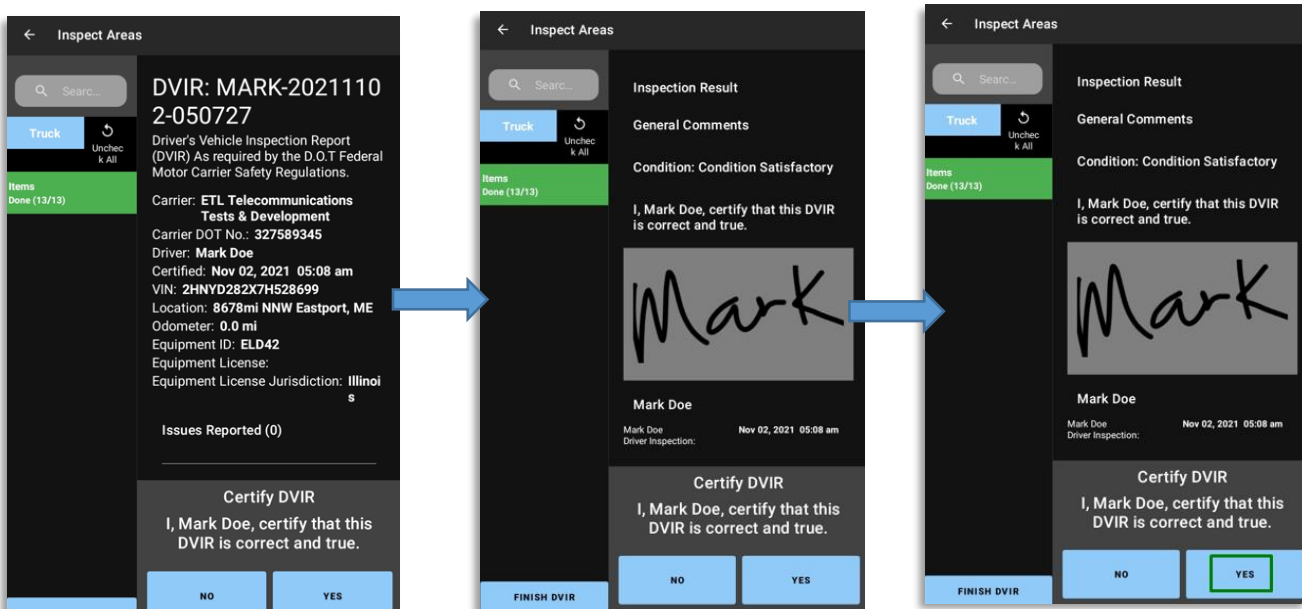 ← Inspect Areas
Searc...
Truck
Unchec
k All
Items
Done (13/13)
DVIR: MARK-2021110
2-050727
Driver's Vehicle Inspection Report
(DVIR) As required by the D.O.T Federal
Motor Carrier Safety Regulations.
Carrier: ETL Telecommunications
Tests & Development
Carrier DOT No.: 327589345
Driver: Mark Doe
Certified: Nov 02, 2021 05:08 am
VIN: 2HNYD282X7H528699
Location: 8678mi NNW Eastport, ME
Odometer: 0.0 mi
Equipment ID: ELD42
Equipment License:
Equipment License Jurisdiction: Illinoi
s
Issues Reported (0)
Certify DVIR
I, Mark Doe, certify that this
DVIR is correct and true.
NO YES
← Inspect Areas
Searc...
Truck
Unchec
k All
Items
Done (13/13)
Inspection Result
General Comments
Condition: Condition Satisfactory
I, Mark Doe, certify that this DVIR
is correct and true.
Mark
Mark Doe
Mark Doe Nov 02, 2021 05:08 am
Driver Inspection:
Certify DVIR
I, Mark Doe, certify that this
DVIR is correct and true.
NO YES
FINISH DVIR
← Inspect Areas
Searc...
Truck
Unchec
k All
Items
Done (13/13)
Inspection Result
General Comments
Condition: Condition Satisfactory
I, Mark Doe, certify that this DVIR
is correct and true.
Mark
Mark Doe
Mark Doe Nov 02, 2021 05:08 am
Driver Inspection:
Certify DVIR
I, Mark Doe, certify that this
DVIR is correct and true.
NO YES
FINISH DVIR